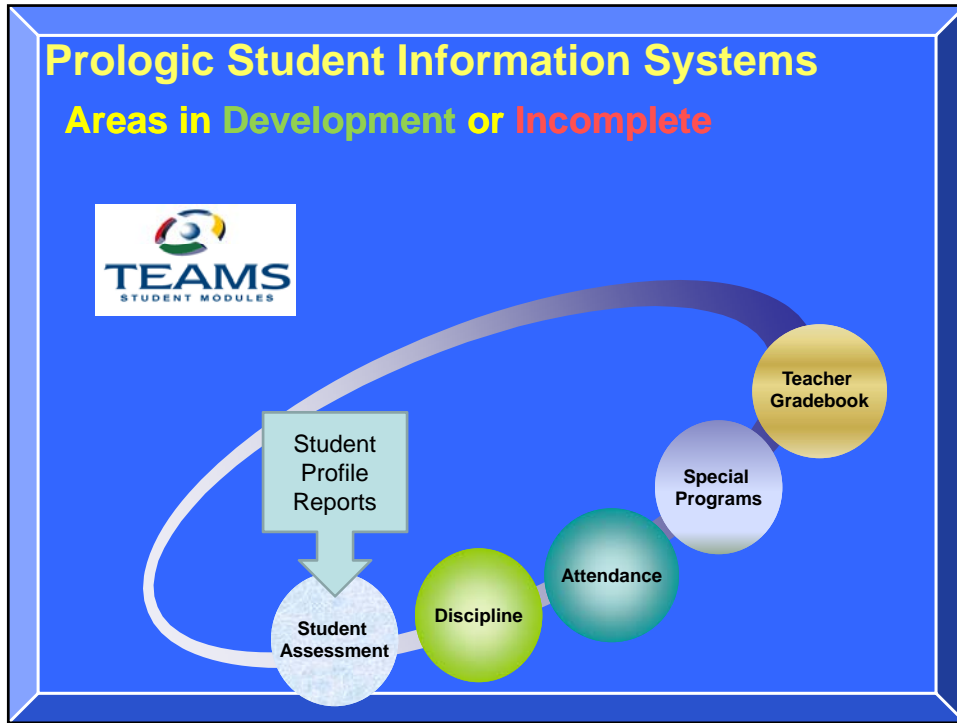 Prologic Student Information Systems
Areas in Development or Incomplete
TEAMS
STUDENT MODULES
Teacher
Gradebook
Student
Profile
Reports
Special
Programs
Attendance
Discipline
Student
Assessment